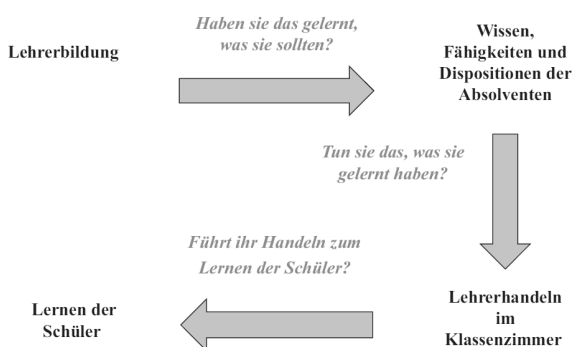 Lehrerbildung
Haben sie das gelernt,
was sie sollten?
Wissen,
Fähigkeiten und
Dispositionen der
Absolventen
Tun sie das, was sie
gelernt haben?
Lehrerhandeln
im
Klassenzimmer
Führt ihr Handeln zum
Lernen der Schüler?
Lernen der
Schüler